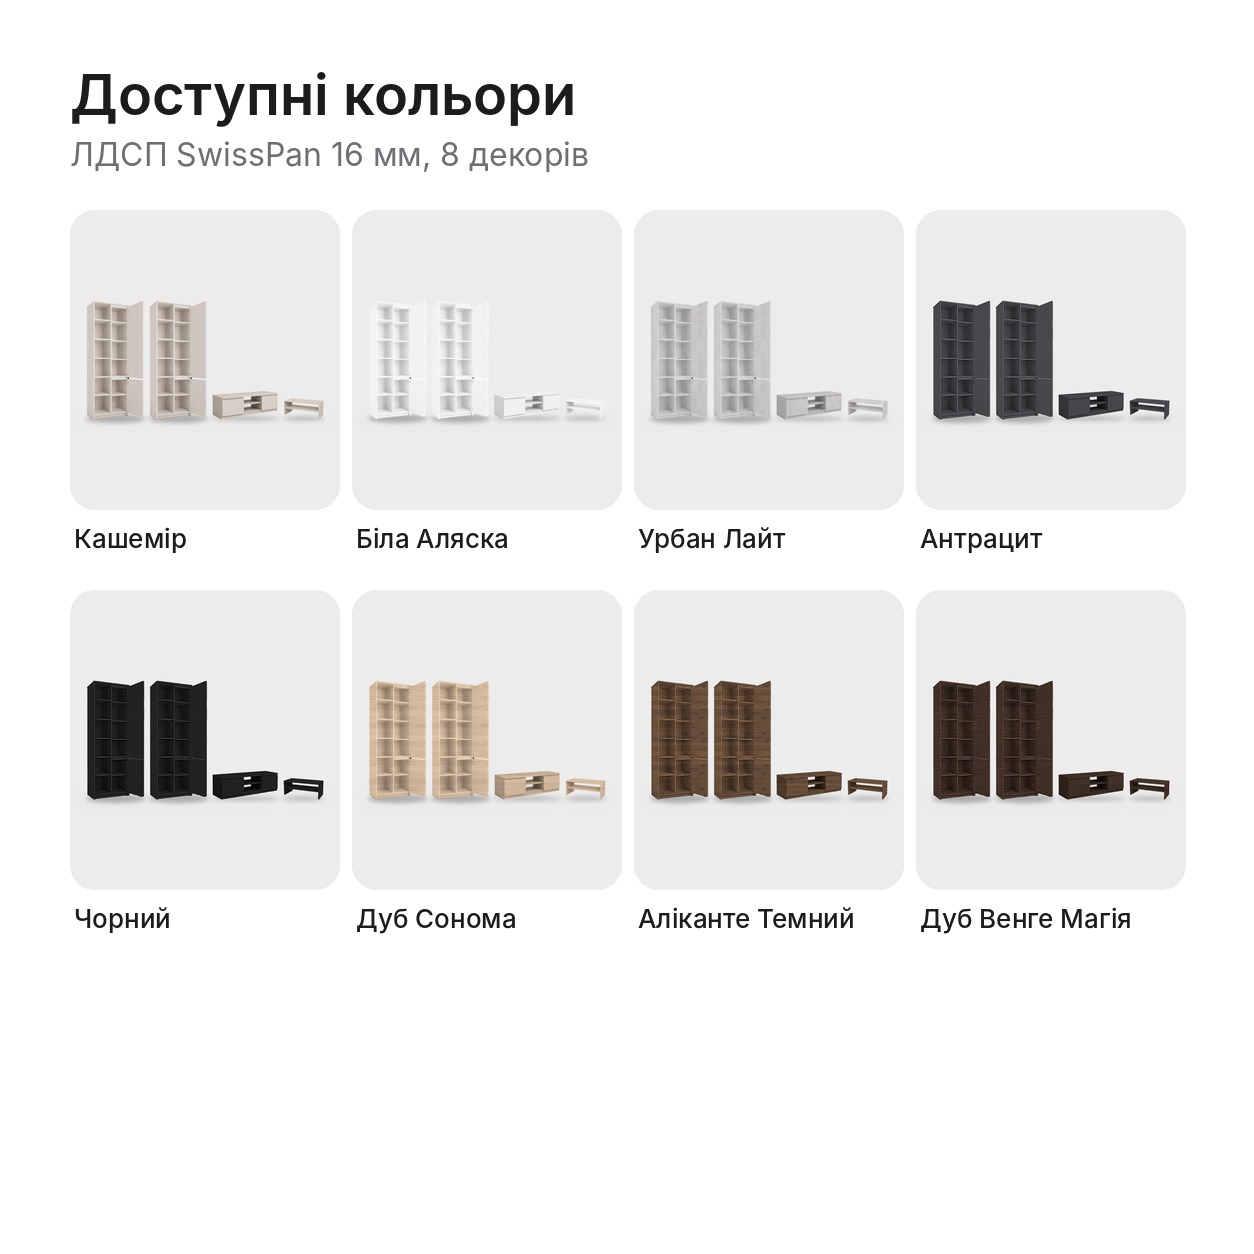 Доступні кольори
ЛДСП SwissPan 16 мм, 8 декорів
Кашемір
Біла Аляска
Урбан Лайт
Антрацит
Чорний
Дуб Сонома
Аліканте Темний
Дуб Венге Магія